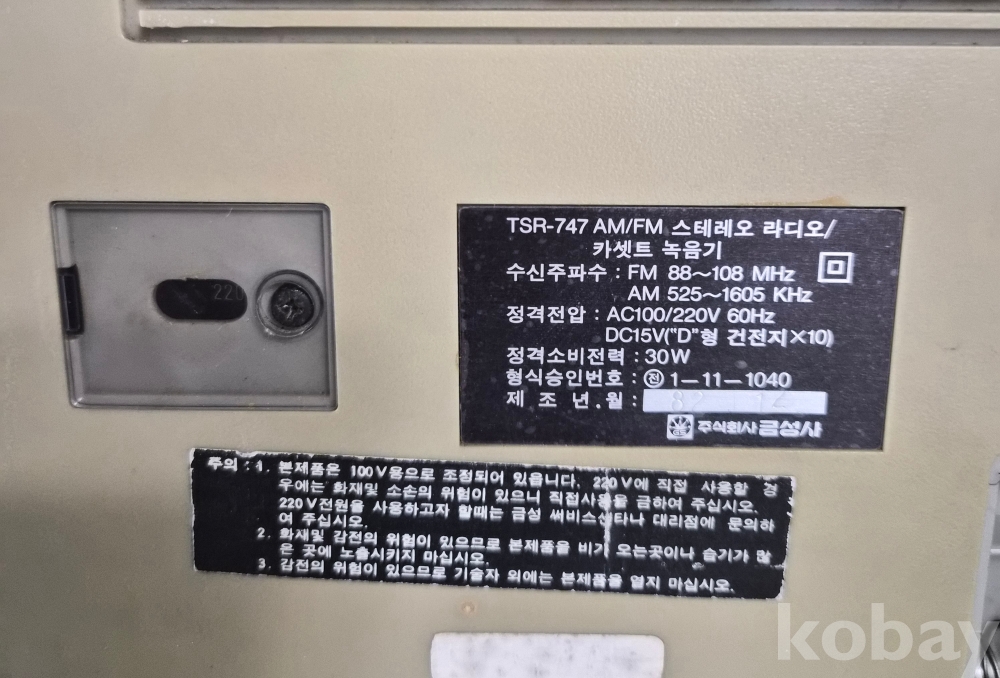 220
TSR-747 AM/FM 스테레오 라디오/
카셋트 녹음기
수신주파수 : FM 88~108 MHz
AM 525~1605 KHz
정격전압 : AC100/220V 60Hz
DC15V("D"형 건전지×10)
정격소비전력 : 30W
형식승인번호 : 전 1-11-1040
제 조 년.월 : 82
주식회사 금성사
주의 : 1. 본제품은 100V용으로 조정되어 있읍니다. 220V에 직접 사용할 경
우에는 화재및 소손의 위험이 있으니 직접사용을 금하여 주십시오.
220V전원을 사용하고자 할때는 금성 써비스센타나 대리점에 문의하
여 주십시오.
2. 화재및 감전의 위험이 있으므로 본제품을 비가 오는곳이나 습기가 많
은 곳에 노출시키지 마십시오.
3. 감전의 위험이 있으므로 기술자 외에는 본제품을 열지 마십시오.
kobay